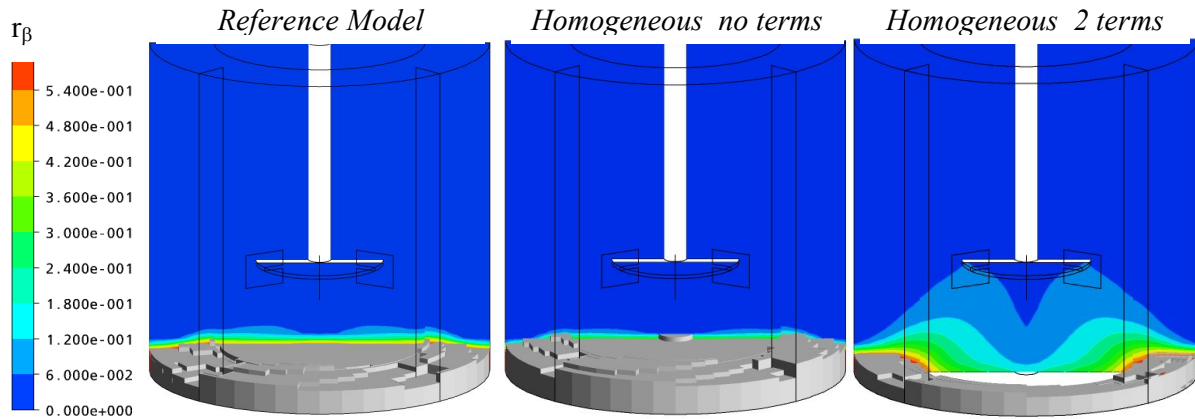 r_β
Reference Model
Homogeneous no terms
Homogeneous 2 terms
5.400e-001
4.800e-001
4.200e-001
3.600e-001
3.000e-001
2.400e-001
1.800e-001
1.200e-001
6.000e-002
0.000e+000